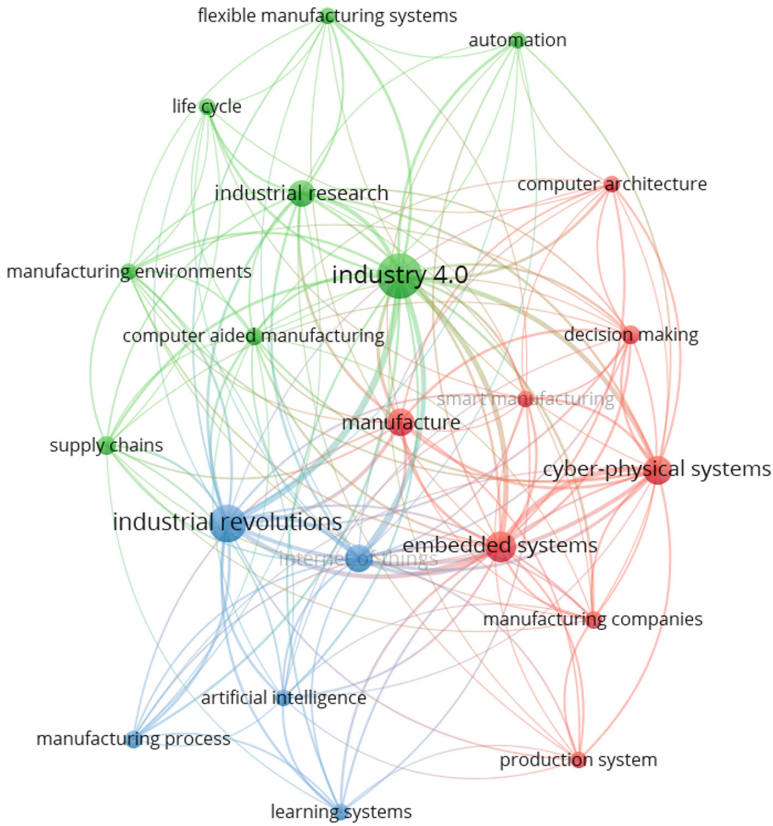 flexible manufacturing systems
automation
life cycle
computer architecture
industrial research
manufacturing environments
industry 4.0
computer aided manufacturing
decision making
smart manufacturing
manufacture
supply chains
cyber-physical systems
industrial revolutions
embedded systems
internet of things
manufacturing companies
artificial intelligence
manufacturing process
production system
learning systems